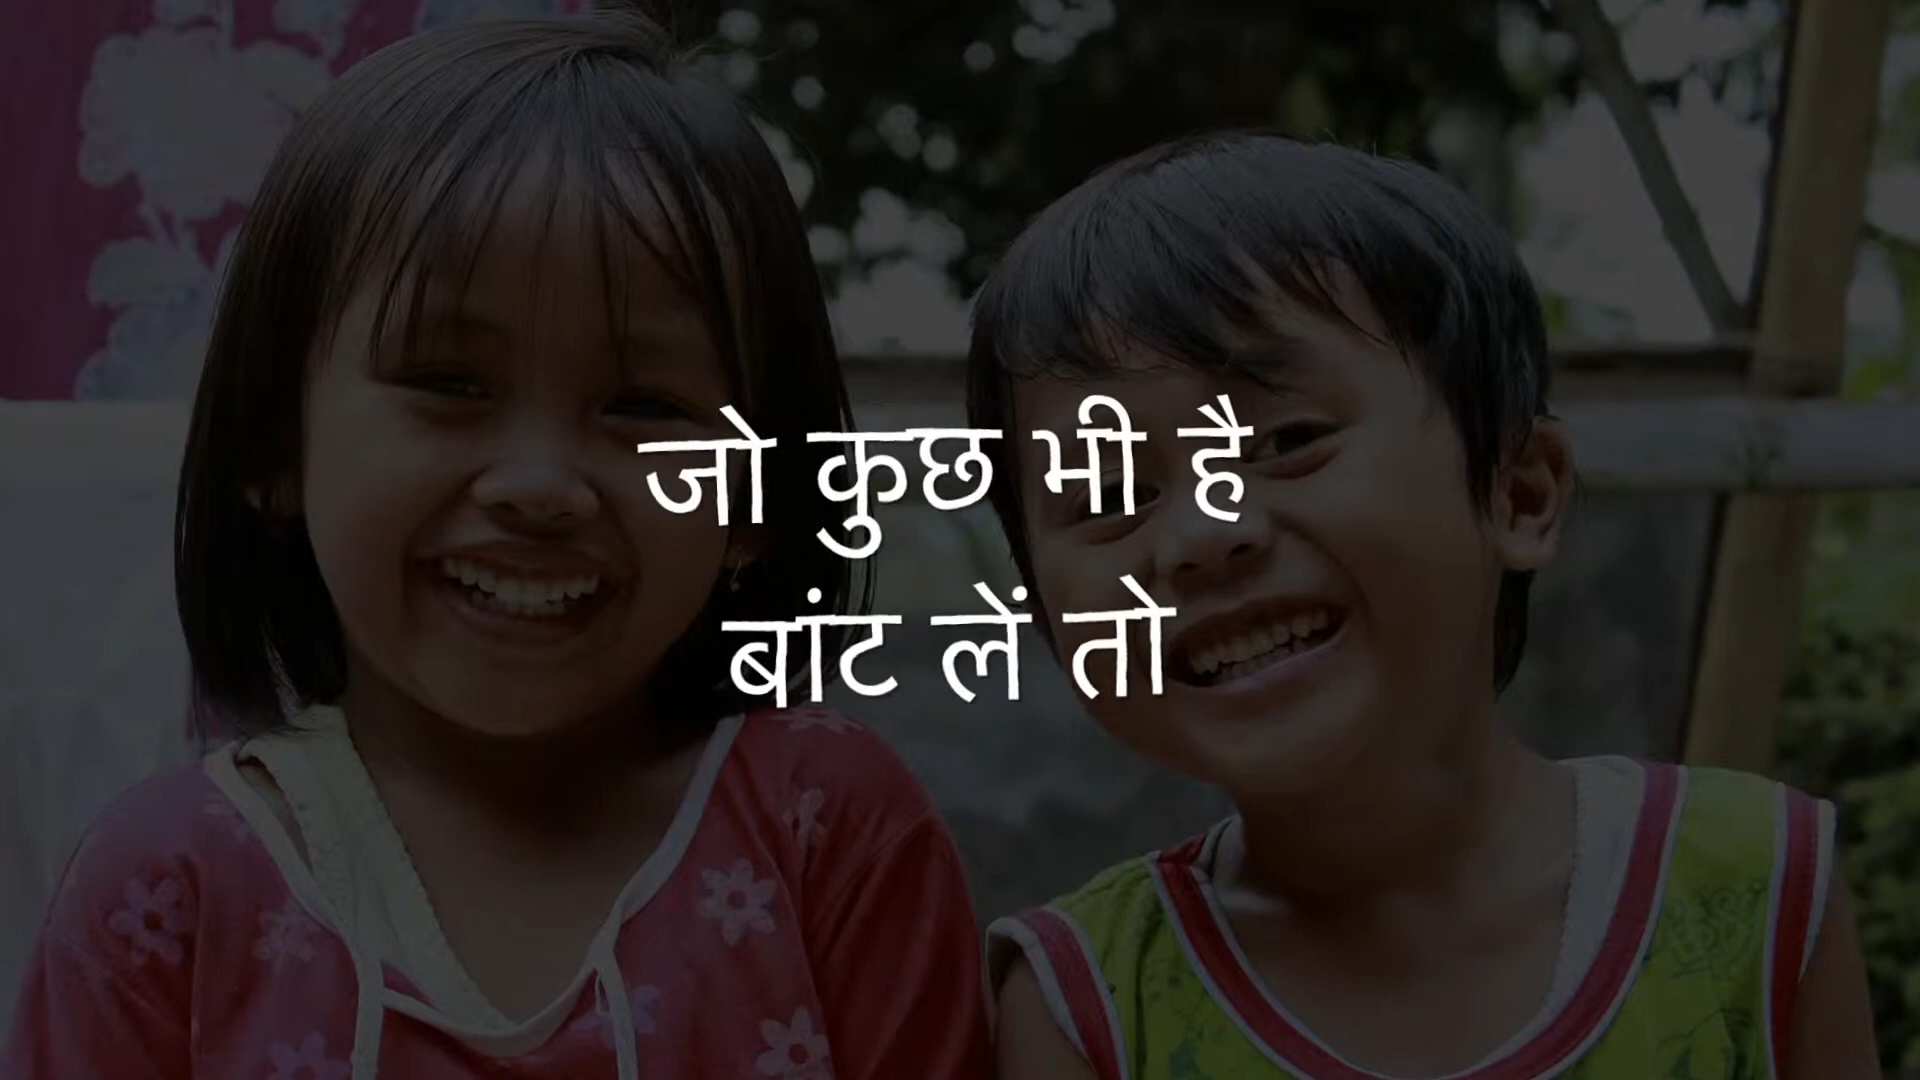 जो कुछ भी है
बांट लें तो